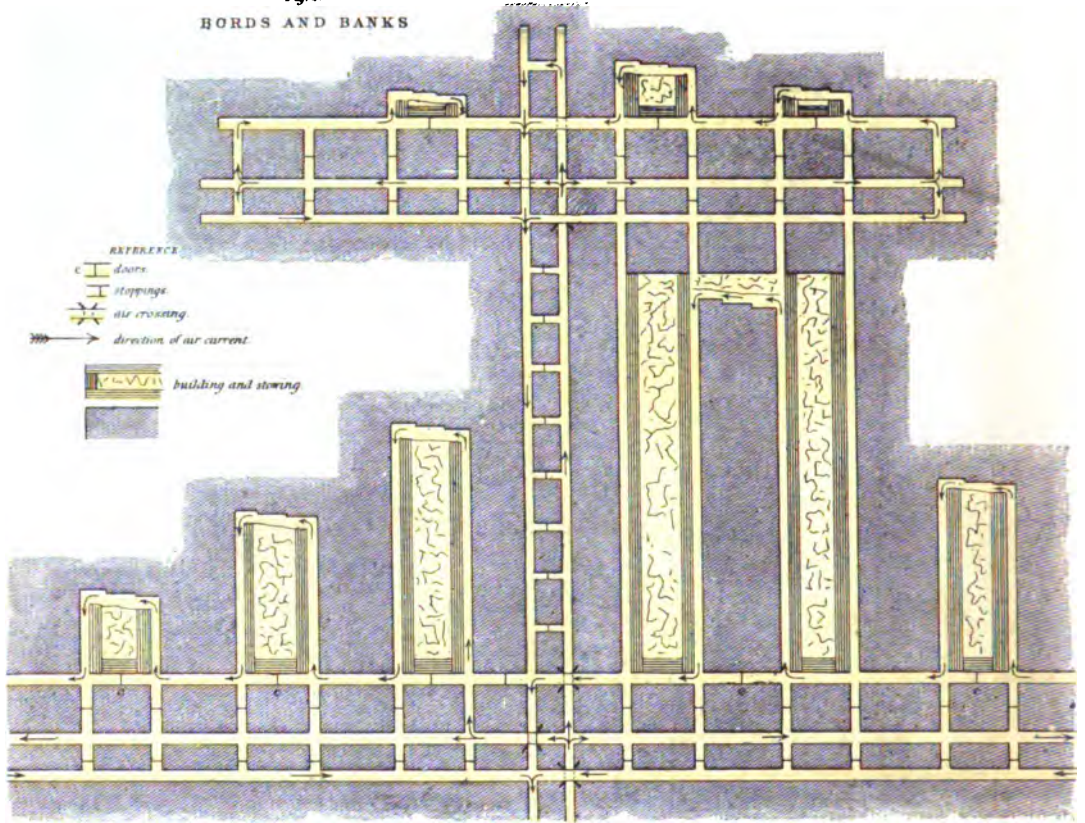 BORDS AND BANKS
REFERENCE
c doors.
stoppings.
air crossing.
direction of air current.
building and stowing.
c
c
c
c